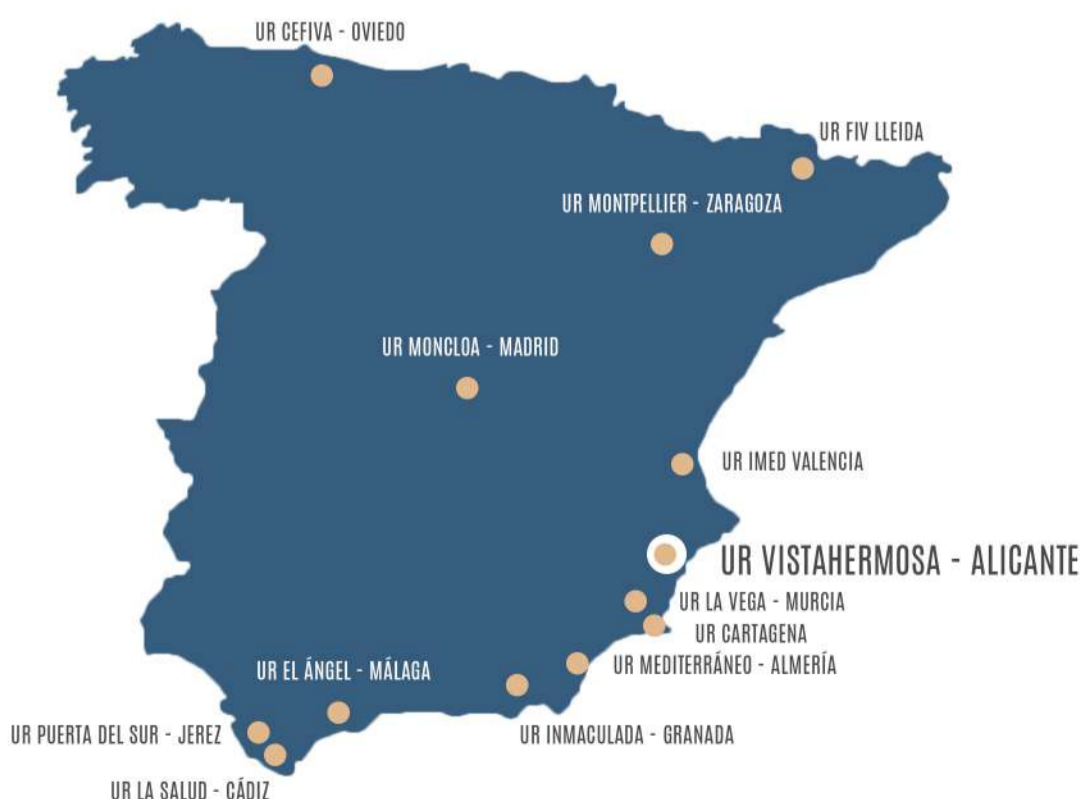 UR CEFIVA - OVIEDO
UR FIV LLEIDA
UR MONTPELLIER - ZARAGOZA
UR MONCLOA - MADRID
UR IMED VALENCIA
UR VISTAHERMOSA - ALICANTE
UR LA VEGA - MURCIA
UR CARTAGENA
UR MEDITERRÁNEO - ALMERÍA
UR EL ÁNGEL - MÁLAGA
UR PUERTA DEL SUR - JEREZ
UR INMACULADA - GRANADA
UR LA SALUD - CÁDIZ